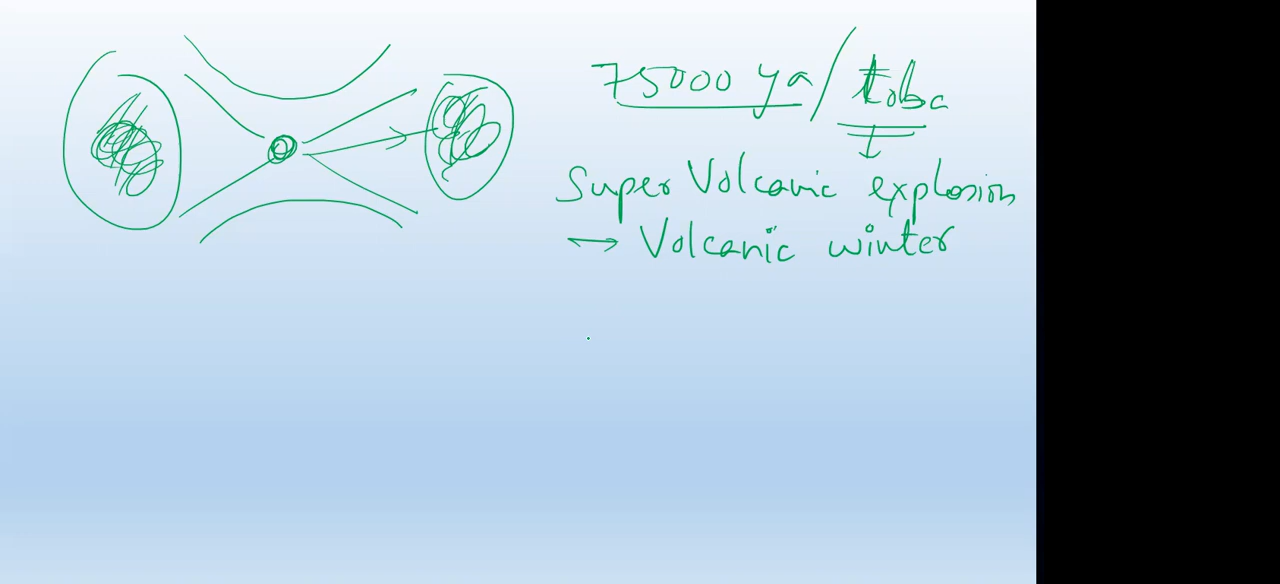 75000 ya / toba
Super Volcanic explosion
→ Volcanic winter